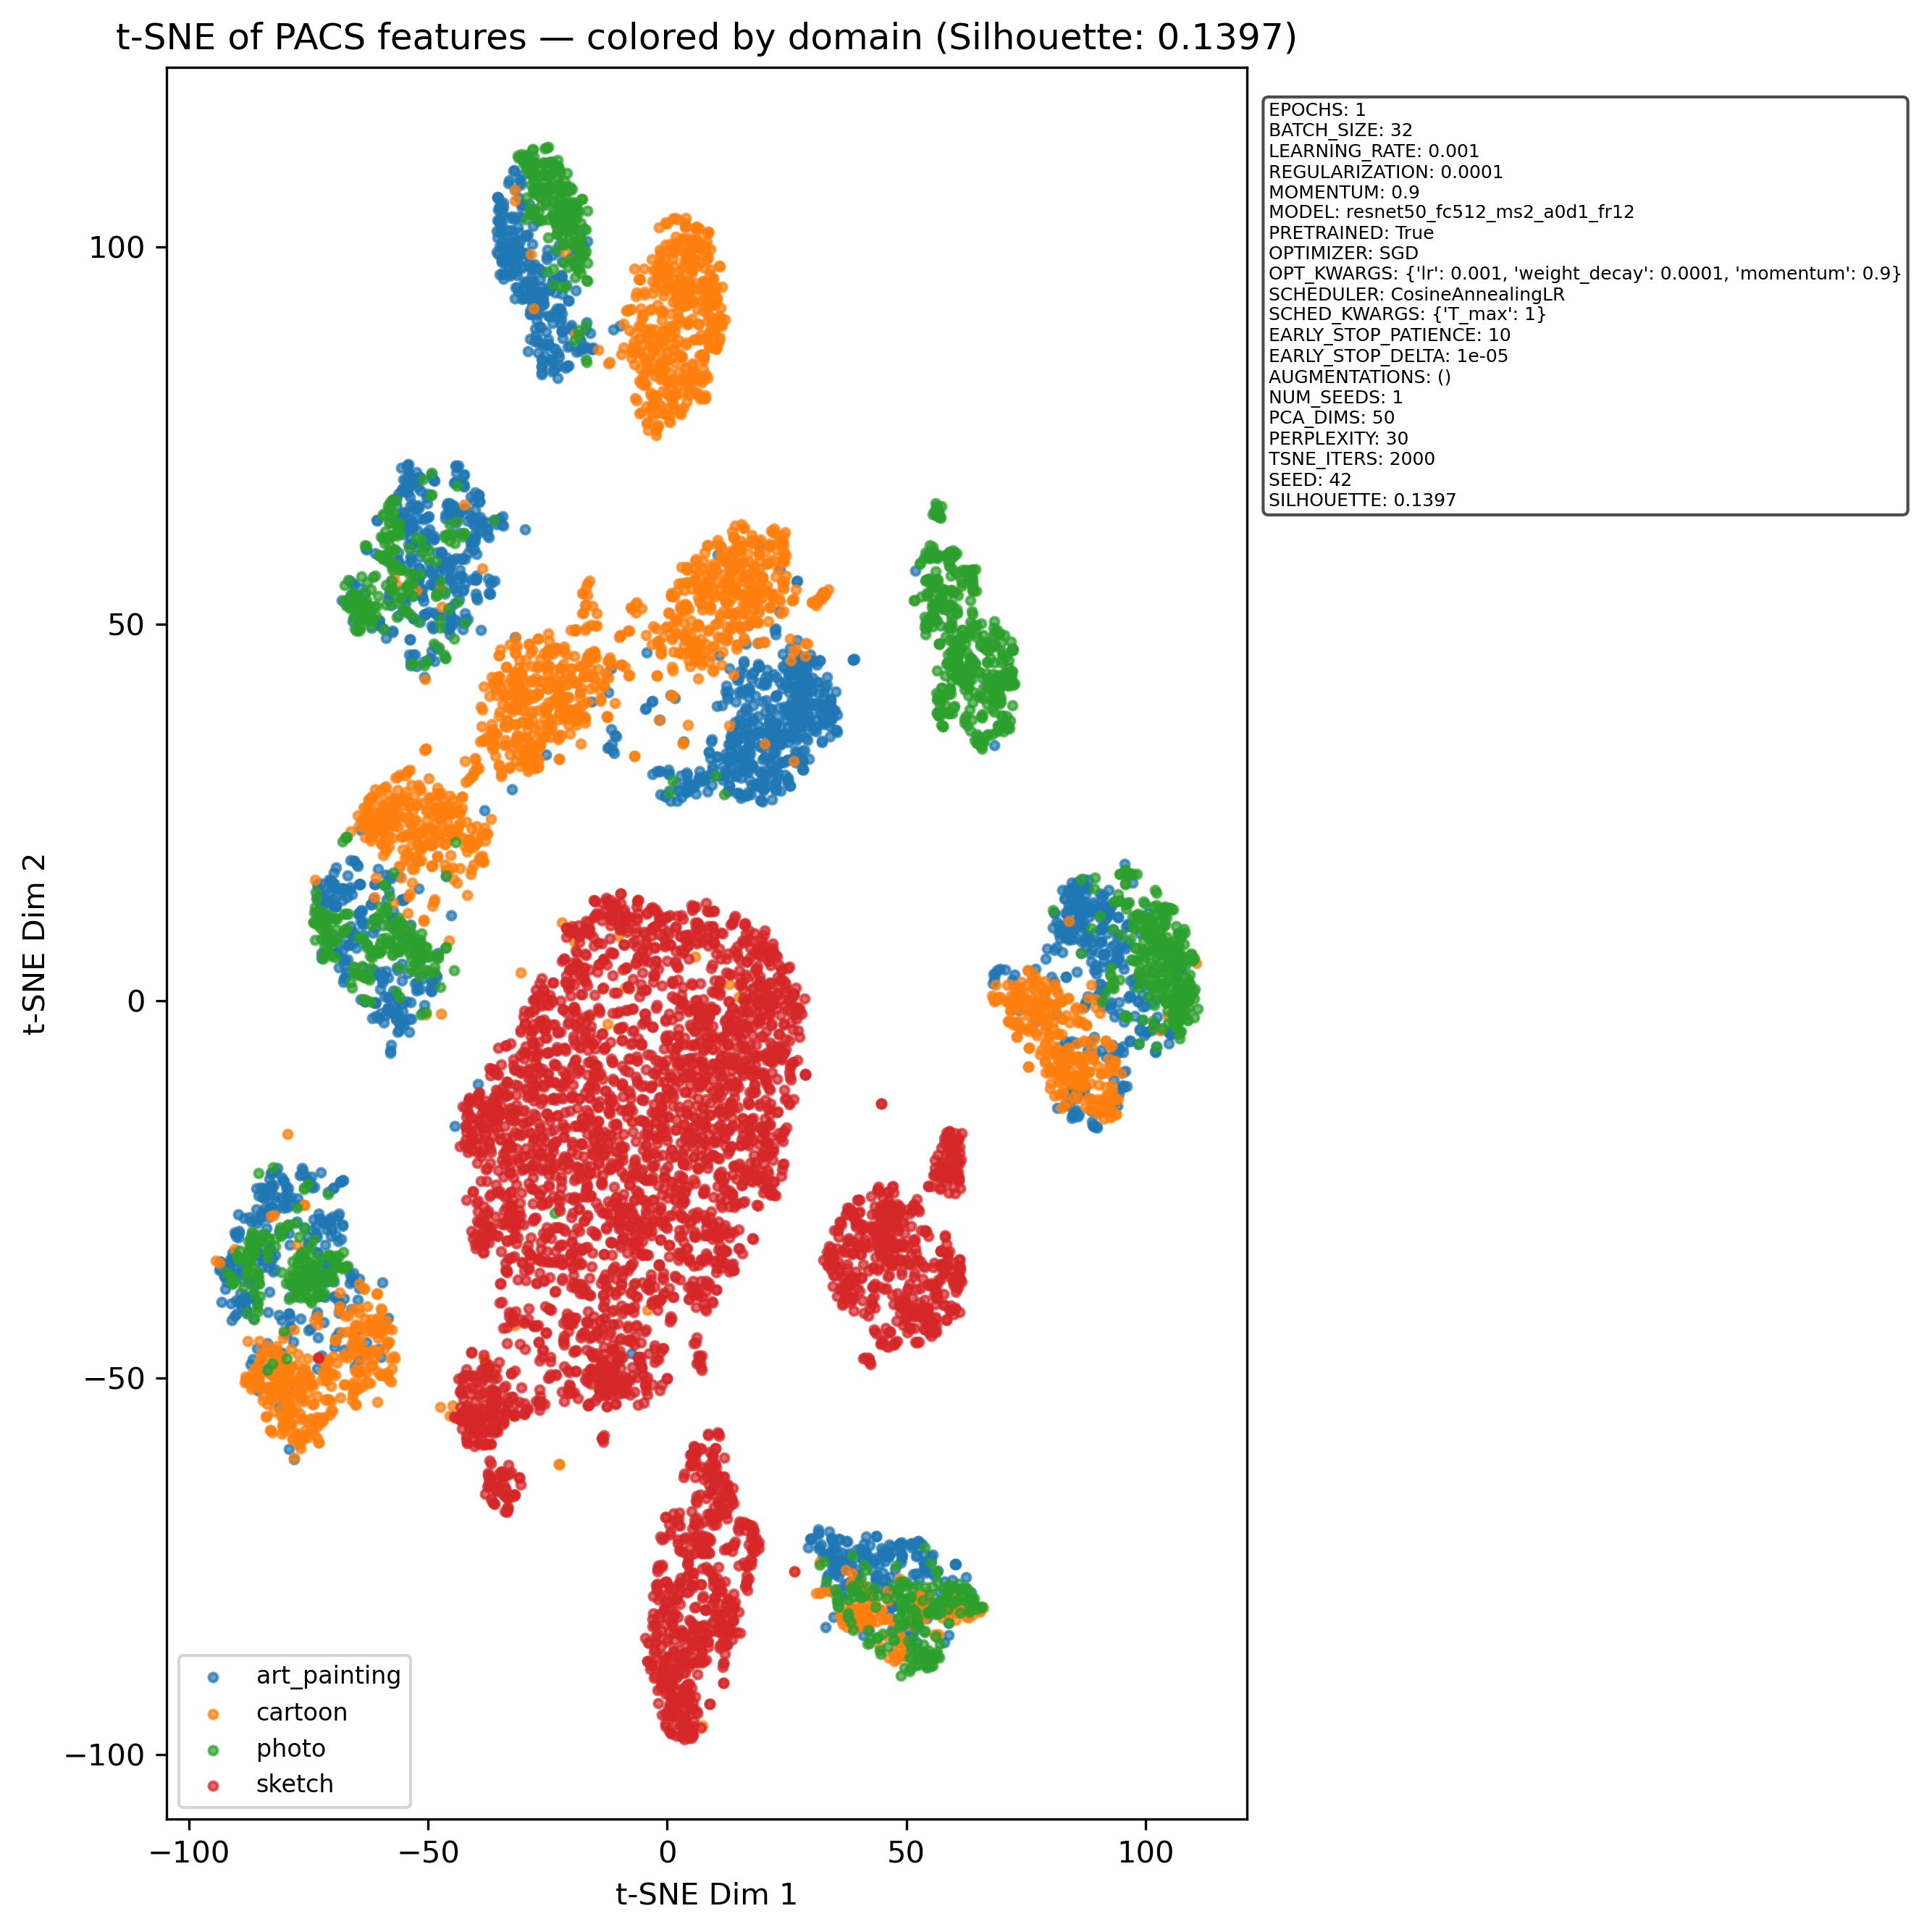 t-SNE of PACS features — colored by domain (Silhouette: 0.1397)
EPOCHS: 1
BATCH_SIZE: 32
LEARNING_RATE: 0.001
REGULARIZATION: 0.0001
MOMENTUM: 0.9
MODEL: resnet50_fc512_ms2_a0d1_fr12
PRETRAINED: True
OPTIMIZER: SGD
OPT_KWARGS: {'lr': 0.001, 'weight_decay': 0.0001, 'momentum': 0.9}
SCHEDULER: CosineAnnealingLR
SCHED_KWARGS: {'T_max': 1}
EARLY_STOP_PATIENCE: 10
EARLY_STOP_DELTA: 1e-05
AUGMENTATIONS: ()
NUM_SEEDS: 1
PCA_DIMS: 50
PERPLEXITY: 30
TSNE_ITERS: 2000
SEED: 42
SILHOUETTE: 0.1397
100
50
0
−50
−100
t-SNE Dim 2
art_painting
cartoon
photo
sketch
−100
−50
0
50
100
t-SNE Dim 1